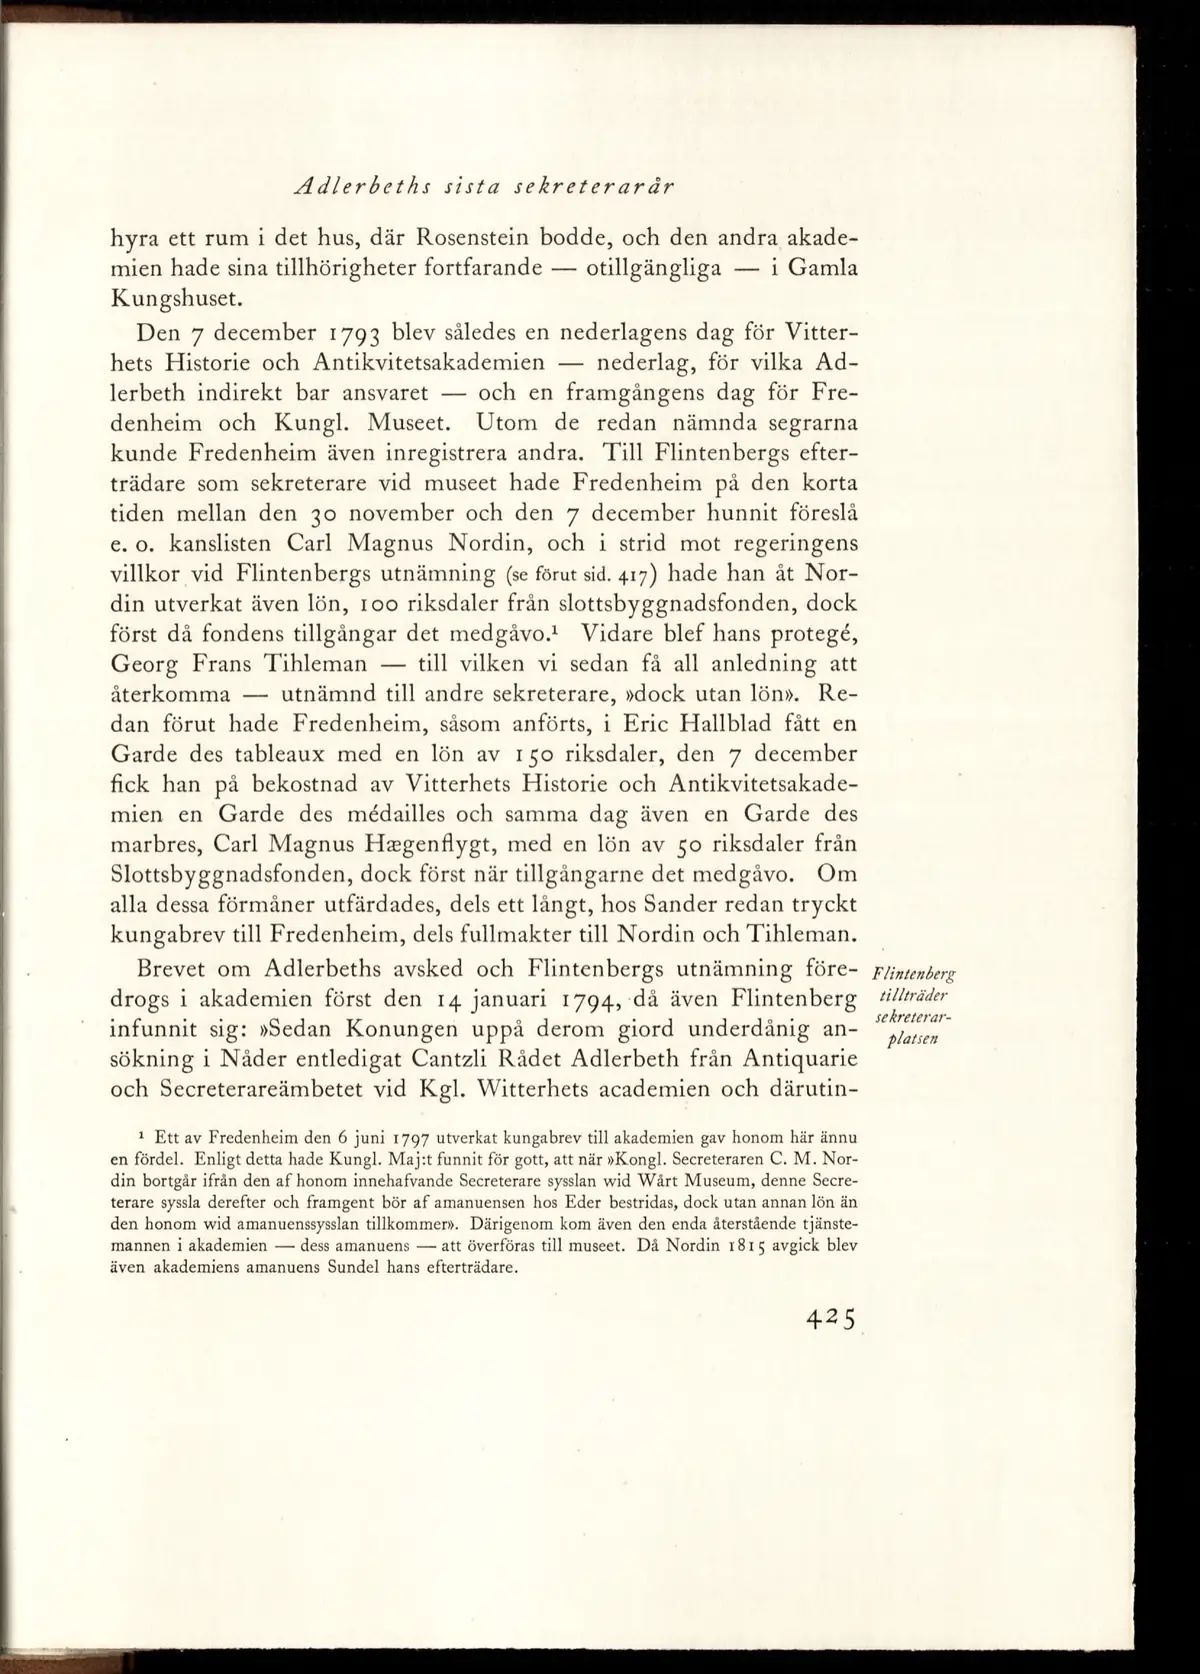 Adlerbeths sista sekreterarår
hyra ett rum i det hus, där Rosenstein bodde, och den andra akade-
mien hade sina tillhörigheter fortfarande — otillgängliga — i Gamla
Kungshuset.
Den 7 december 1793 blev således en nederlagens dag för Vitter-
hets Historie och Antikvitetsakademien — nederlag, för vilka Ad-
lerbeth indirekt bar ansvaret — och en framgångens dag för Fre-
denheim och Kungl. Museet. Utom de redan nämnda segrarna
kunde Fredenheim även inregistrera andra. Till Flintenbergs efter-
trädare som sekreterare vid museet hade Fredenheim på den korta
tiden mellan den 30 november och den 7 december hunnit föreslå
e. o. kanslisten Carl Magnus Nordin, och i strid mot regeringens
villkor vid Flintenbergs utnämning (se förut sid. 417) hade han åt Nor-
din utverkat även lön, 100 riksdaler från slottsbyggnadsfonden, dock
först då fondens tillgångar det medgåvo.¹ Vidare blef hans protegé,
Georg Frans Tihleman — till vilken vi sedan få all anledning att
återkomma — utnämnd till andre sekreterare, »dock utan lön». Re-
dan förut hade Fredenheim, såsom anförts, i Eric Hallblad fått en
Garde des tableaux med en lön av 150 riksdaler, den 7 december
fick han på bekostnad av Vitterhets Historie och Antikvitetsakade-
mien en Garde des médailles och samma dag även en Garde des
marbres, Carl Magnus Hægenflygt, med en lön av 50 riksdaler från
Slottsbyggnadsfonden, dock först när tillgångarne det medgåvo. Om
alla dessa förmåner utfärdades, dels ett långt, hos Sander redan tryckt
kungabrev till Fredenheim, dels fullmakter till Nordin och Tihleman.
Brevet om Adlerbeths avsked och Flintenbergs utnämning före-
drogs i akademien först den 14 januari 1794, då även Flintenberg
infunnit sig: »Sedan Konungen uppå derom giord underdånig an-
sökning i Nåder entledigat Cantzli Rådet Adlerbeth från Antiquarie
och Secreterareämbetet vid Kgl. Witterhets academien och därutin-
Flintenberg
tillträder
sekreterar-
platsen
¹ Ett av Fredenheim den 6 juni 1797 utverkat kungabrev till akademien gav honom här ännu
en fördel. Enligt detta hade Kungl. Maj:t funnit för gott, att när »Kongl. Secreteraren C. M. Nor-
din bortgår ifrån den af honom innehafvande Secreterare sysslan wid Wårt Museum, denne Secre-
terare syssla derefter och framgent bör af amanuensen hos Eder bestridas, dock utan annan lön än
den honom wid amanuenssysslan tillkommer». Därigenom kom även den enda återstående tjänste-
mannen i akademien — dess amanuens — att överföras till museet. Då Nordin 1815 avgick blev
även akademiens amanuens Sundel hans efterträdare.
425